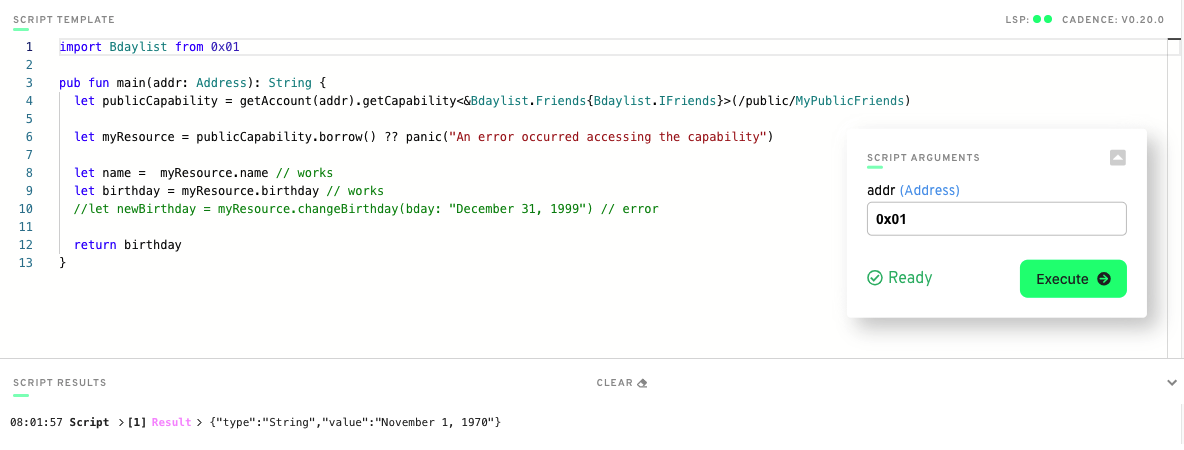 SCRIPT TEMPLATE
LSP: CADENCE: V0.20.0
1 import Bdaylist from 0x01
2
3 pub fun main(addr: Address): String {
4 let publicCapability = getAccount(addr).getCapability<&Bdaylist.Friends{Bdaylist.IFriends}>(/public/MyPublicFriends)
5
6 let myResource = publicCapability.borrow() ?? panic("An error occurred accessing the capability")
7
8 let name =  myResource.name // works
9 let birthday = myResource.birthday // works
10 //let newBirthday = myResource.changeBirthday(bday: "December 31, 1999") // error
11
12 return birthday
13 }
SCRIPT ARGUMENTS
addr (Address)
0x01
Ready
Execute
SCRIPT RESULTS
CLEAR
08:01:57 Script >[1] Result > {"type":"String","value":"November 1, 1970"}